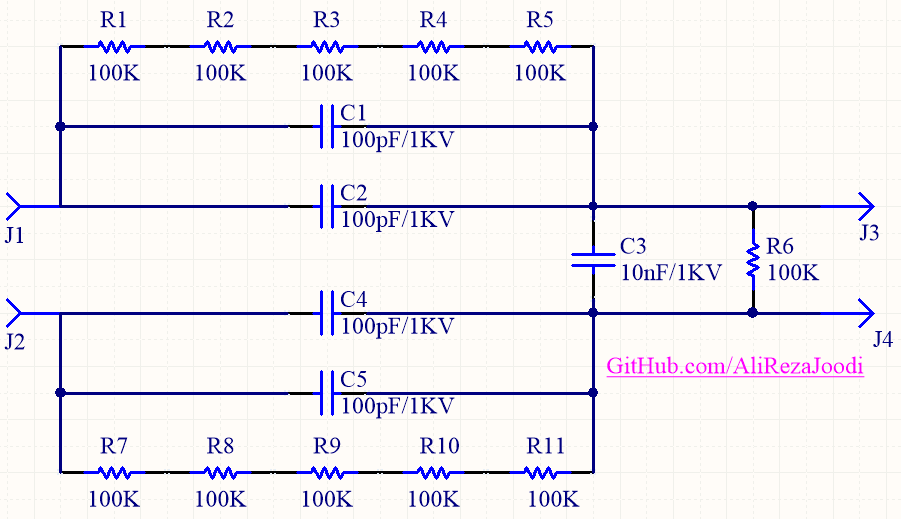 R1 R2 R3 R4 R5
100K 100K 100K 100K 100K
C1
100pF/1KV
C2
100pF/1KV
J1
J3
C3
10nF/1KV
R6
100K
C4
100pF/1KV
J2
J4
GitHub.com/AliRezaJoodi
C5
100pF/1KV
R7 R8 R9 R10 R11
100K 100K 100K 100K 100K